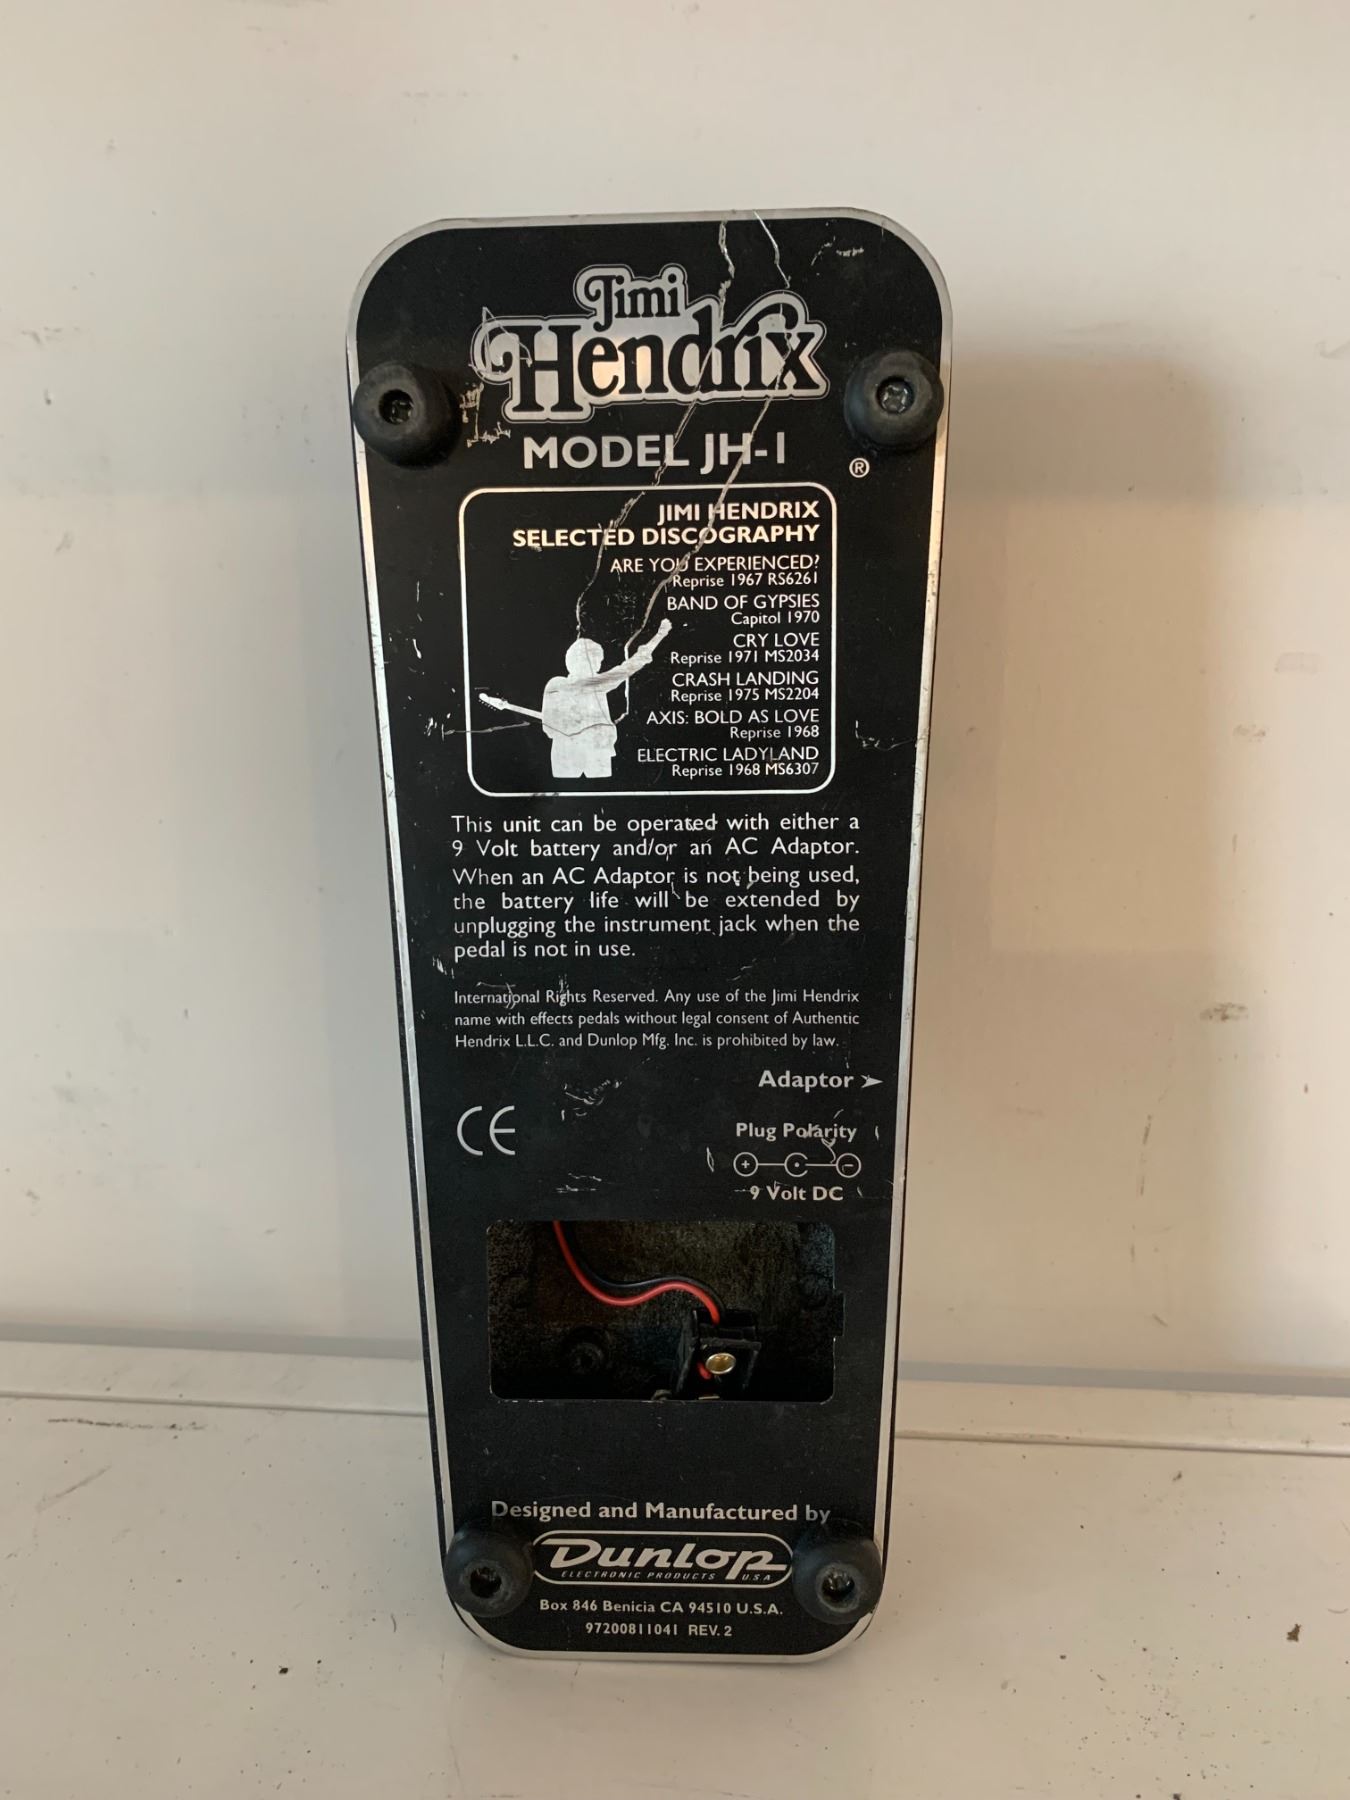 Jimi
Hendrix
MODEL JH-1
®
JIMI HENDRIX
SELECTED DISCOGRAPHY
ARE YOU EXPERIENCED?
Reprise 1967 RS6261
BAND OF GYPSIES
Capitol 1970
CRY LOVE
Reprise 1971 MS2034
CRASH LANDING
Reprise 1975 MS2204
AXIS: BOLD AS LOVE
Reprise 1968
ELECTRIC LADYLAND
Reprise 1968 MS6307
This unit can be operated with either a
9 Volt battery and/or an AC Adaptor.
When an AC Adaptor is not being used,
the battery life will be extended by
unplugging the instrument jack when the
pedal is not in use.
International Rights Reserved. Any use of the Jimi Hendrix
name with effects pedals without legal consent of Authentic
Hendrix L.L.C. and Dunlop Mfg. Inc. is prohibited by law.
Adaptor ➤
CE
Plug Polarity
+ −
9 Volt DC
Designed and Manufactured by
DUNLOP
ELECTRONIC PRODUCTS U.S.A
Box 846 Benicia CA 94510 U.S.A.
97200811041 REV. 2